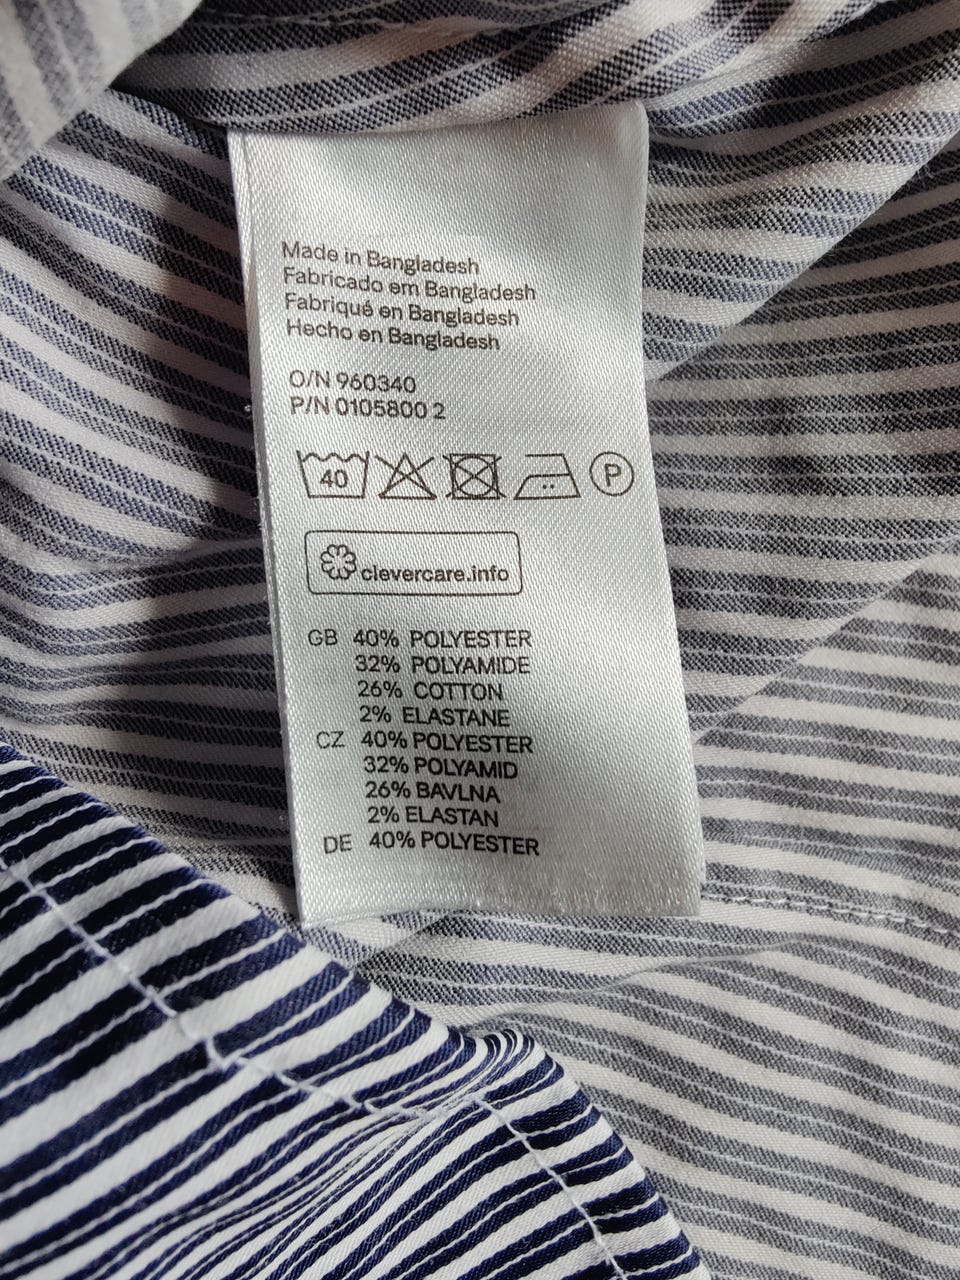 Made in Bangladesh
Fabricado em Bangladesh
Fabriqué en Bangladesh
Hecho en Bangladesh
O/N 960340
P/N 0105800 2
40 P
clevercare.info
GB 40% POLYESTER
32% POLYAMIDE
26% COTTON
2% ELASTANE
CZ 40% POLYESTER
32% POLYAMID
26% BAVLNA
2% ELASTAN
DE 40% POLYESTER